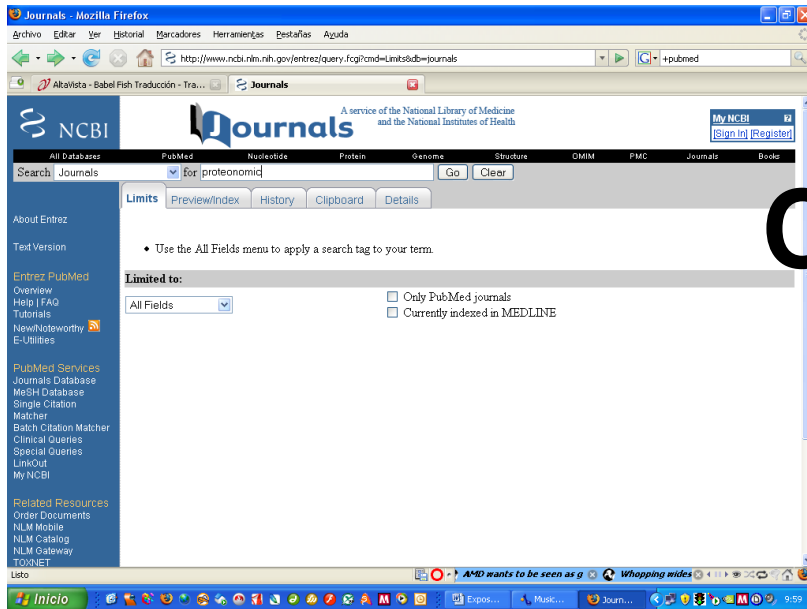 Journals - Mozilla Firefox
Archivo Editar Ver Historial Marcadores Herramientas Pestañas Ayuda
http://www.ncbi.nlm.nih.gov/entrez/query.fcgi?cmd=Limits&db=journals
G +pubmed
AltaVista - Babel Fish Traducción - Tra... Journals
NCBI
Journals
A service of the National Library of Medicine
and the National Institutes of Health
My NCBI
[Sign In] [Register]
All Databases PubMed Nucleotide Protein Genome Structure OMIM PMC Journals Books
Search Journals for proteonomic Go Clear
Limits Preview/Index History Clipboard Details
About Entrez
Text Version
Use the All Fields menu to apply a search tag to your term.
Entrez PubMed
Overview
Help | FAQ
Tutorials
New/Noteworthy
E-Utilities
Limited to:
All Fields
Only PubMed journals
Currently indexed in MEDLINE
PubMed Services
Journals Database
MeSH Database
Single Citation
Matcher
Batch Citation Matcher
Clinical Queries
Special Queries
LinkOut
My NCBI
Related Resources
Order Documents
NLM Mobile
NLM Catalog
NLM Gateway
TOXNET
Listo
AMD wants to be seen as g Whopping wides
Inicio Expos... Music... Journ... 9:59